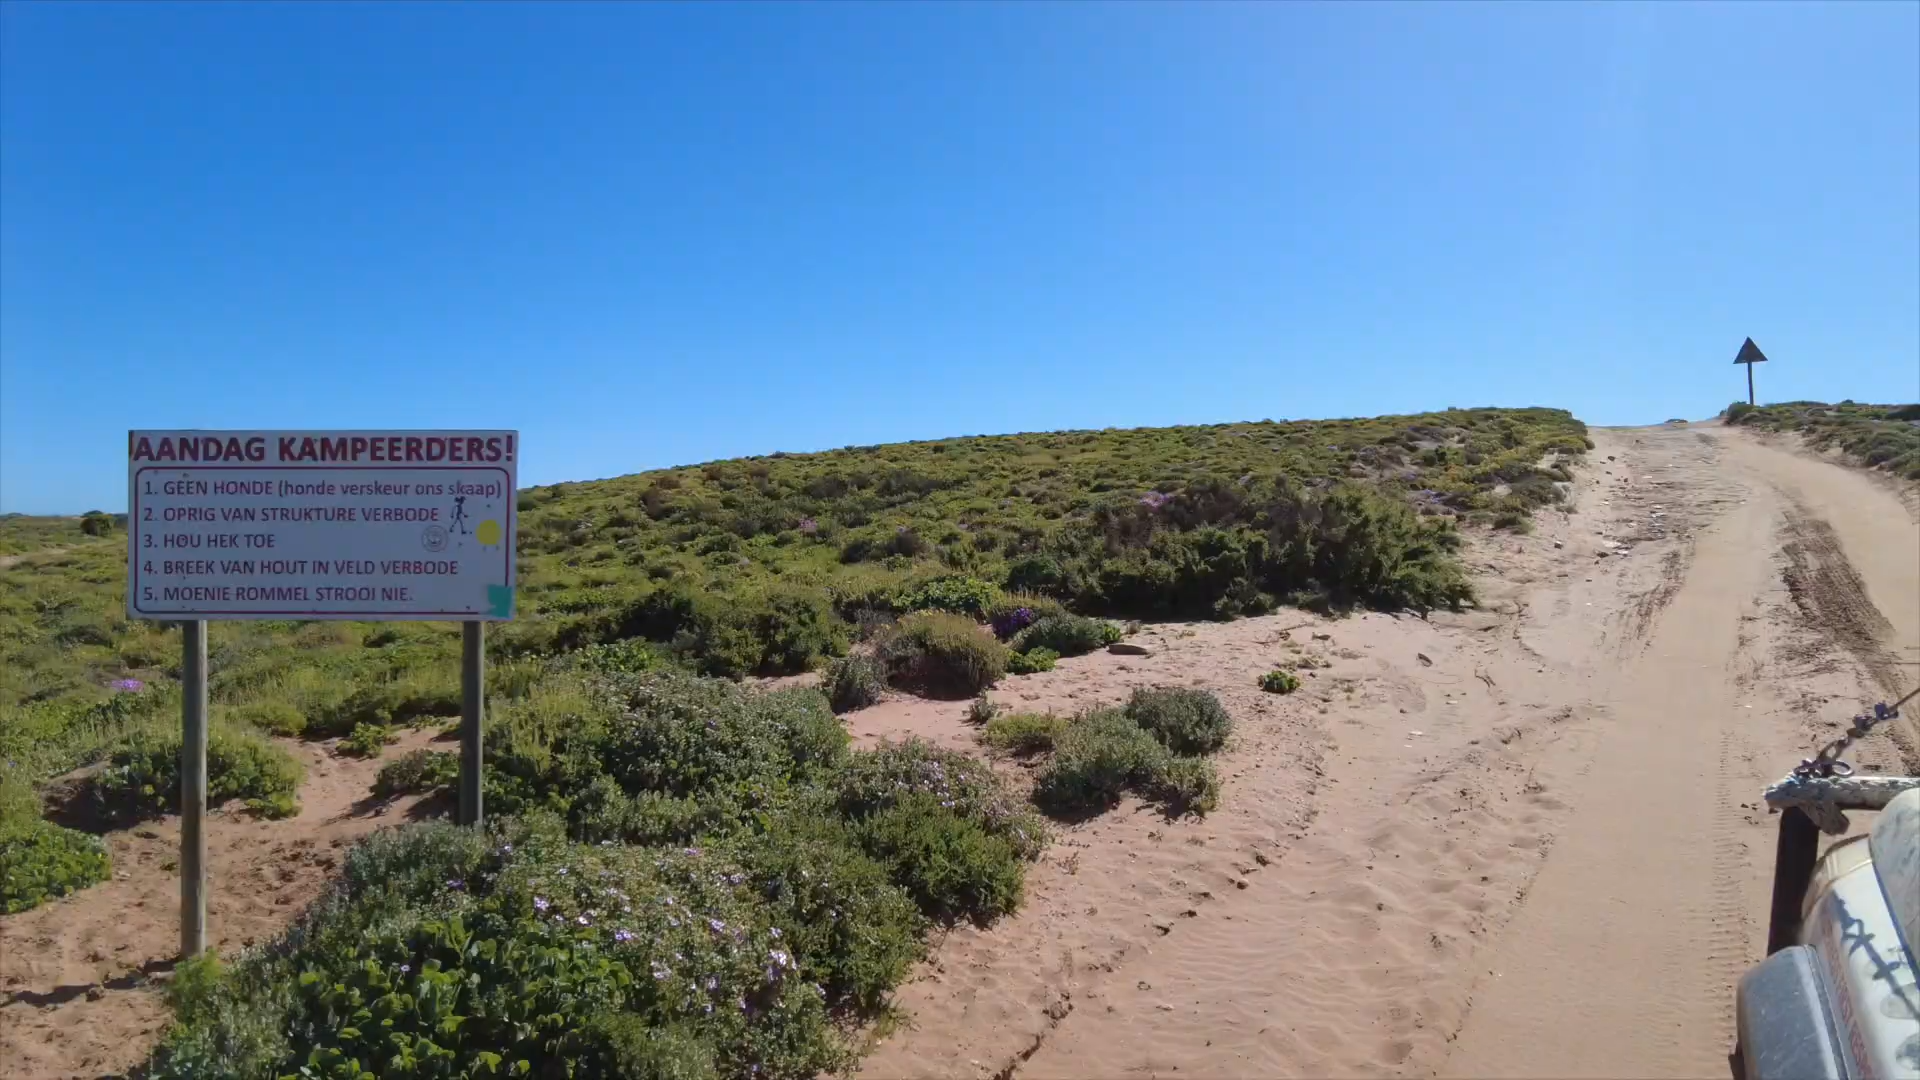 AANDAG KAMPEERDERS!
1. GEEN HONDE (honde verskeur ons skaap)
2. OPRIG VAN STRUKTURE VERBODE
3. HOU HEK TOE
4. BREEK VAN HOUT IN VELD VERBODE
5. MOENIE ROMMEL STROOI NIE.